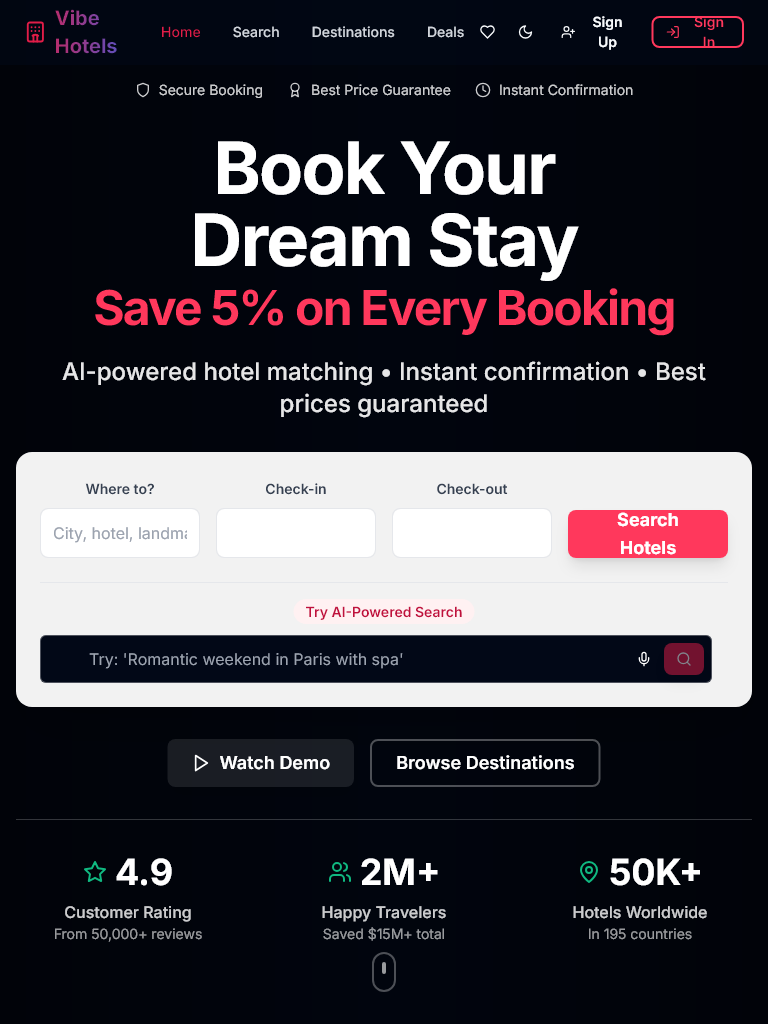 Vibe
Hotels
Home
Search
Destinations
Deals
Sign
Up
Sign
In
Secure Booking
Best Price Guarantee
Instant Confirmation
Book Your
Dream Stay
Save 5% on Every Booking
AI-powered hotel matching • Instant confirmation • Best
prices guaranteed
Where to?
Check-in
Check-out
City, hotel, landma
Search
Hotels
Try AI-Powered Search
Try: 'Romantic weekend in Paris with spa'
Watch Demo
Browse Destinations
4.9
2M+
50K+
Customer Rating
Happy Travelers
Hotels Worldwide
From 50,000+ reviews
Saved $15M+ total
In 195 countries